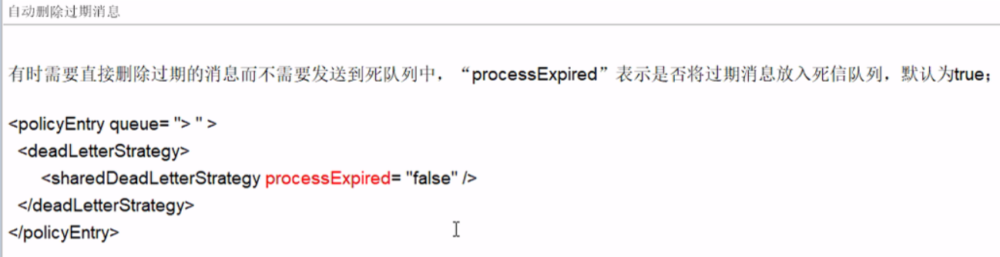 自动删除过期消息
有时需要直接删除过期的消息而不需要发送到死队列中，“processExpired”表示是否将过期消息放入死信队列，默认为true；
<policyEntry queue= "> " >
<deadLetterStrategy>
<sharedDeadLetterStrategy processExpired= "false" />
</deadLetterStrategy>
</policyEntry>